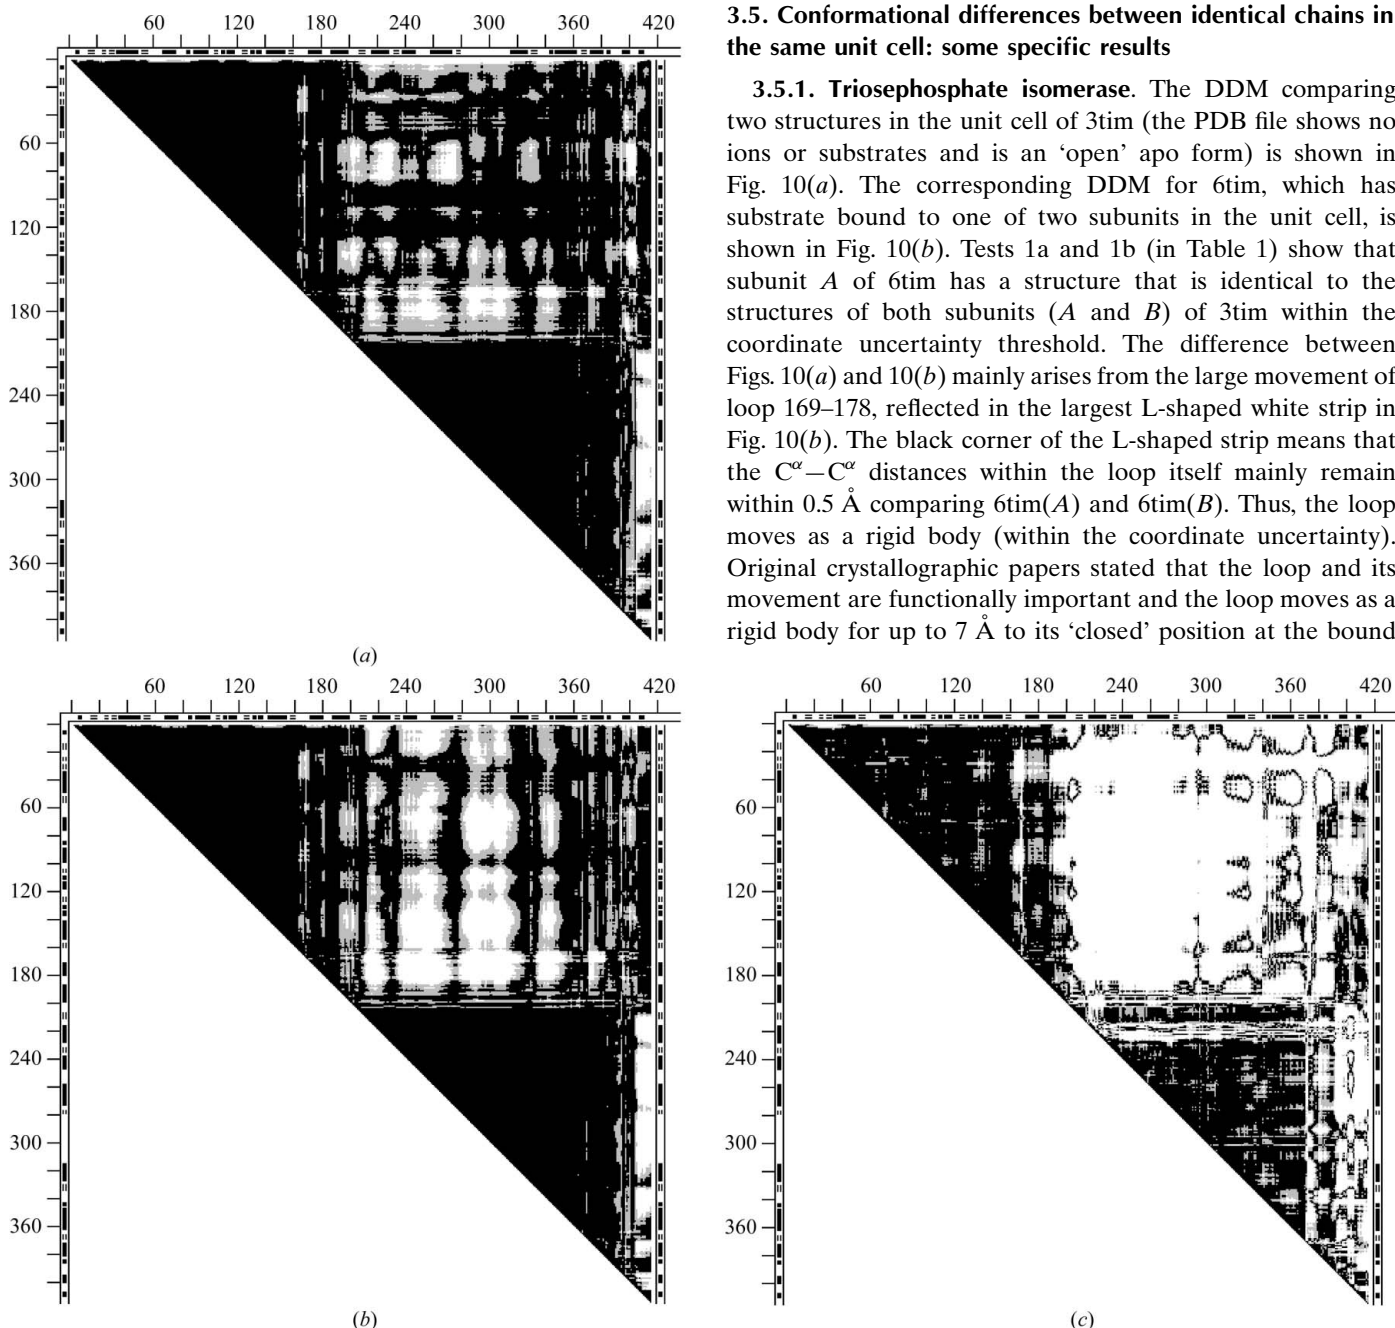 60 120 180 240 300 360 420
60
120
180
240
300
360
(a)
3.5. Conformational differences between identical chains in
the same unit cell: some specific results
3.5.1. Triosephosphate isomerase. The DDM comparing
two structures in the unit cell of 3tim (the PDB file shows no
ions or substrates and is an ‘open’ apo form) is shown in
Fig. 10(a). The corresponding DDM for 6tim, which has
substrate bound to one of two subunits in the unit cell, is
shown in Fig. 10(b). Tests 1a and 1b (in Table 1) show that
subunit A of 6tim has a structure that is identical to the
structures of both subunits (A and B) of 3tim within the
coordinate uncertainty threshold. The difference between
Figs. 10(a) and 10(b) mainly arises from the large movement of
loop 169–178, reflected in the largest L-shaped white strip in
Fig. 10(b). The black corner of the L-shaped strip means that
the Cα—Cα distances within the loop itself mainly remain
within 0.5 Å comparing 6tim(A) and 6tim(B). Thus, the loop
moves as a rigid body (within the coordinate uncertainty).
Original crystallographic papers stated that the loop and its
movement are functionally important and the loop moves as a
rigid body for up to 7 Å to its ‘closed’ position at the bound
60 120 180 240 300 360 420
60
120
180
240
300
360
(b)
60 120 180 240 300 360 420
60
120
180
240
300
360
(c)